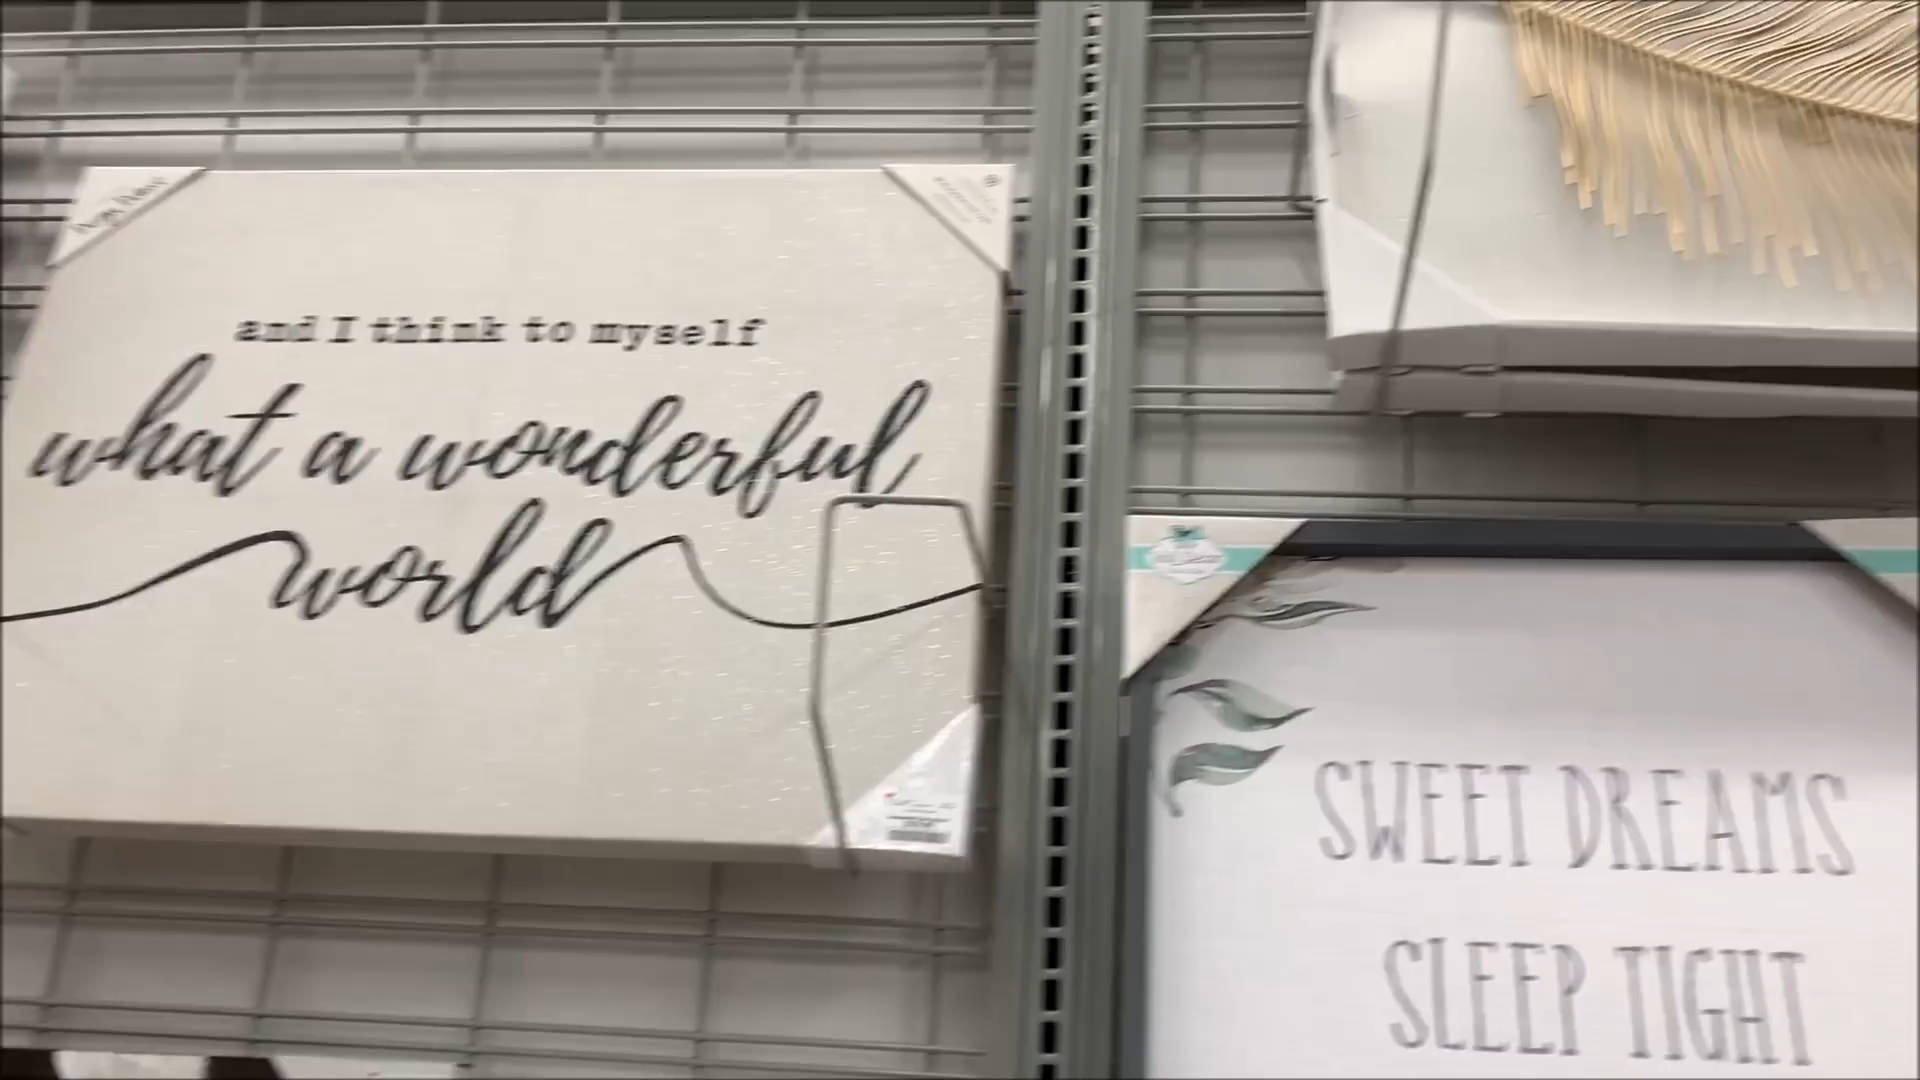 and I think to myself
what a wonderful
world
SWEET DREAMS
SLEEP TIGHT